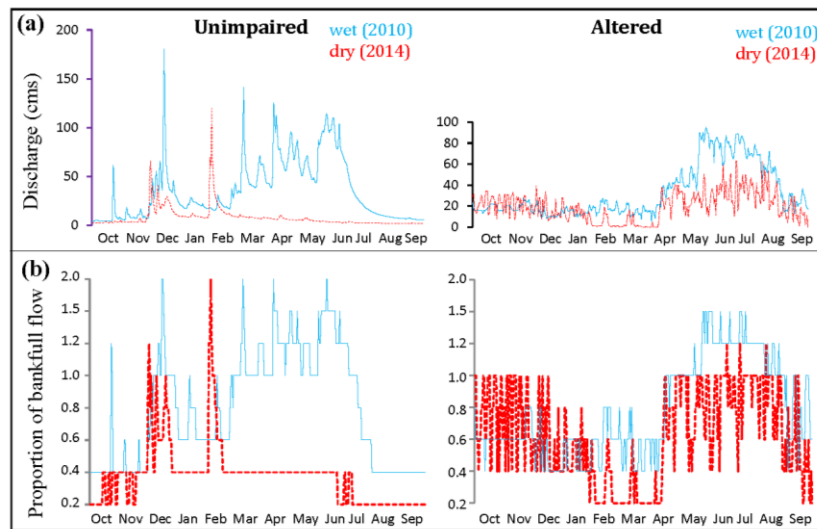 (a)
Unimpaired
wet (2010)
dry (2014)
Altered
wet (2010)
dry (2014)
Discharge (cms)
200
150
100
50
0
100
80
60
40
20
0
Oct Nov Dec Jan Feb Mar Apr May Jun Jul Aug Sep
Oct Nov Dec Jan Feb Mar Apr May Jun Jul Aug Sep
(b)
Proportion of bankfull flow
2.0
1.5
1.2
1.0
0.8
0.6
0.4
0.2
2.0
1.5
1.2
1.0
0.8
0.6
0.4
0.2
Oct Nov Dec Jan Feb Mar Apr May Jun Jul Aug Sep
Oct Nov Dec Jan Feb Mar Apr May Jun Jul Aug Sep